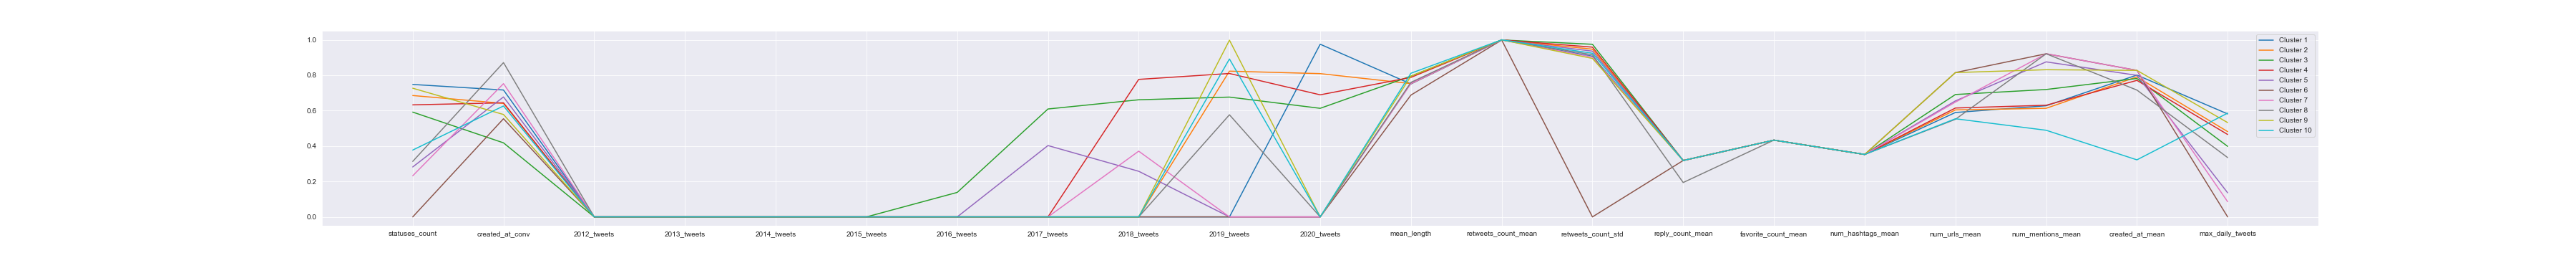 1.0
0.8
0.6
0.4
0.2
0.0
statuses_count created_at_conv 2012_tweets 2013_tweets 2014_tweets 2015_tweets 2016_tweets 2017_tweets 2018_tweets 2019_tweets 2020_tweets mean_length retweets_count_mean retweets_count_std reply_count_mean favorite_count_mean num_hashtags_mean num_urls_mean num_mentions_mean created_at_mean max_daily_tweets
Cluster 1
Cluster 2
Cluster 3
Cluster 4
Cluster 5
Cluster 6
Cluster 7
Cluster 8
Cluster 9
Cluster 10